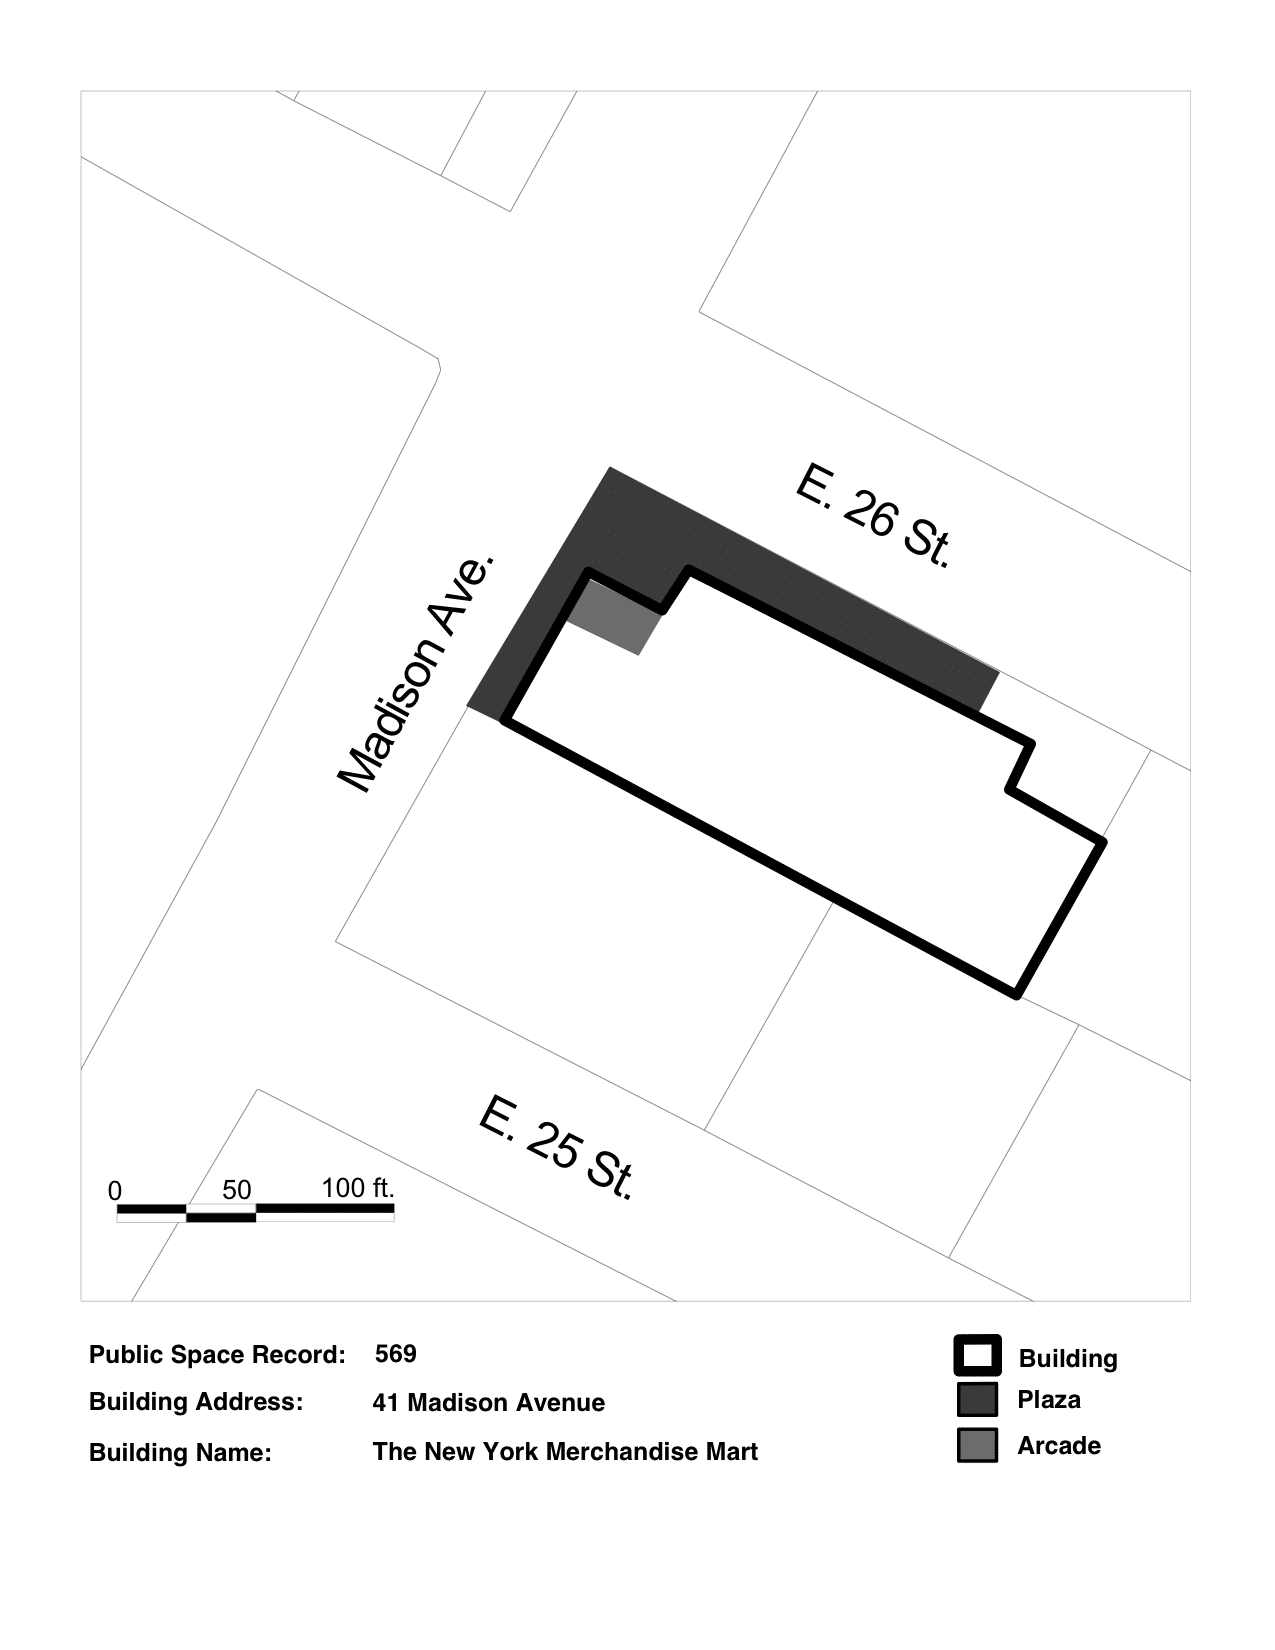 E. 26 St.
Madison Ave.
E. 25 St.
0 50 100 ft.
Public Space Record: 569
Building Address: 41 Madison Avenue
Building Name: The New York Merchandise Mart
Building
Plaza
Arcade